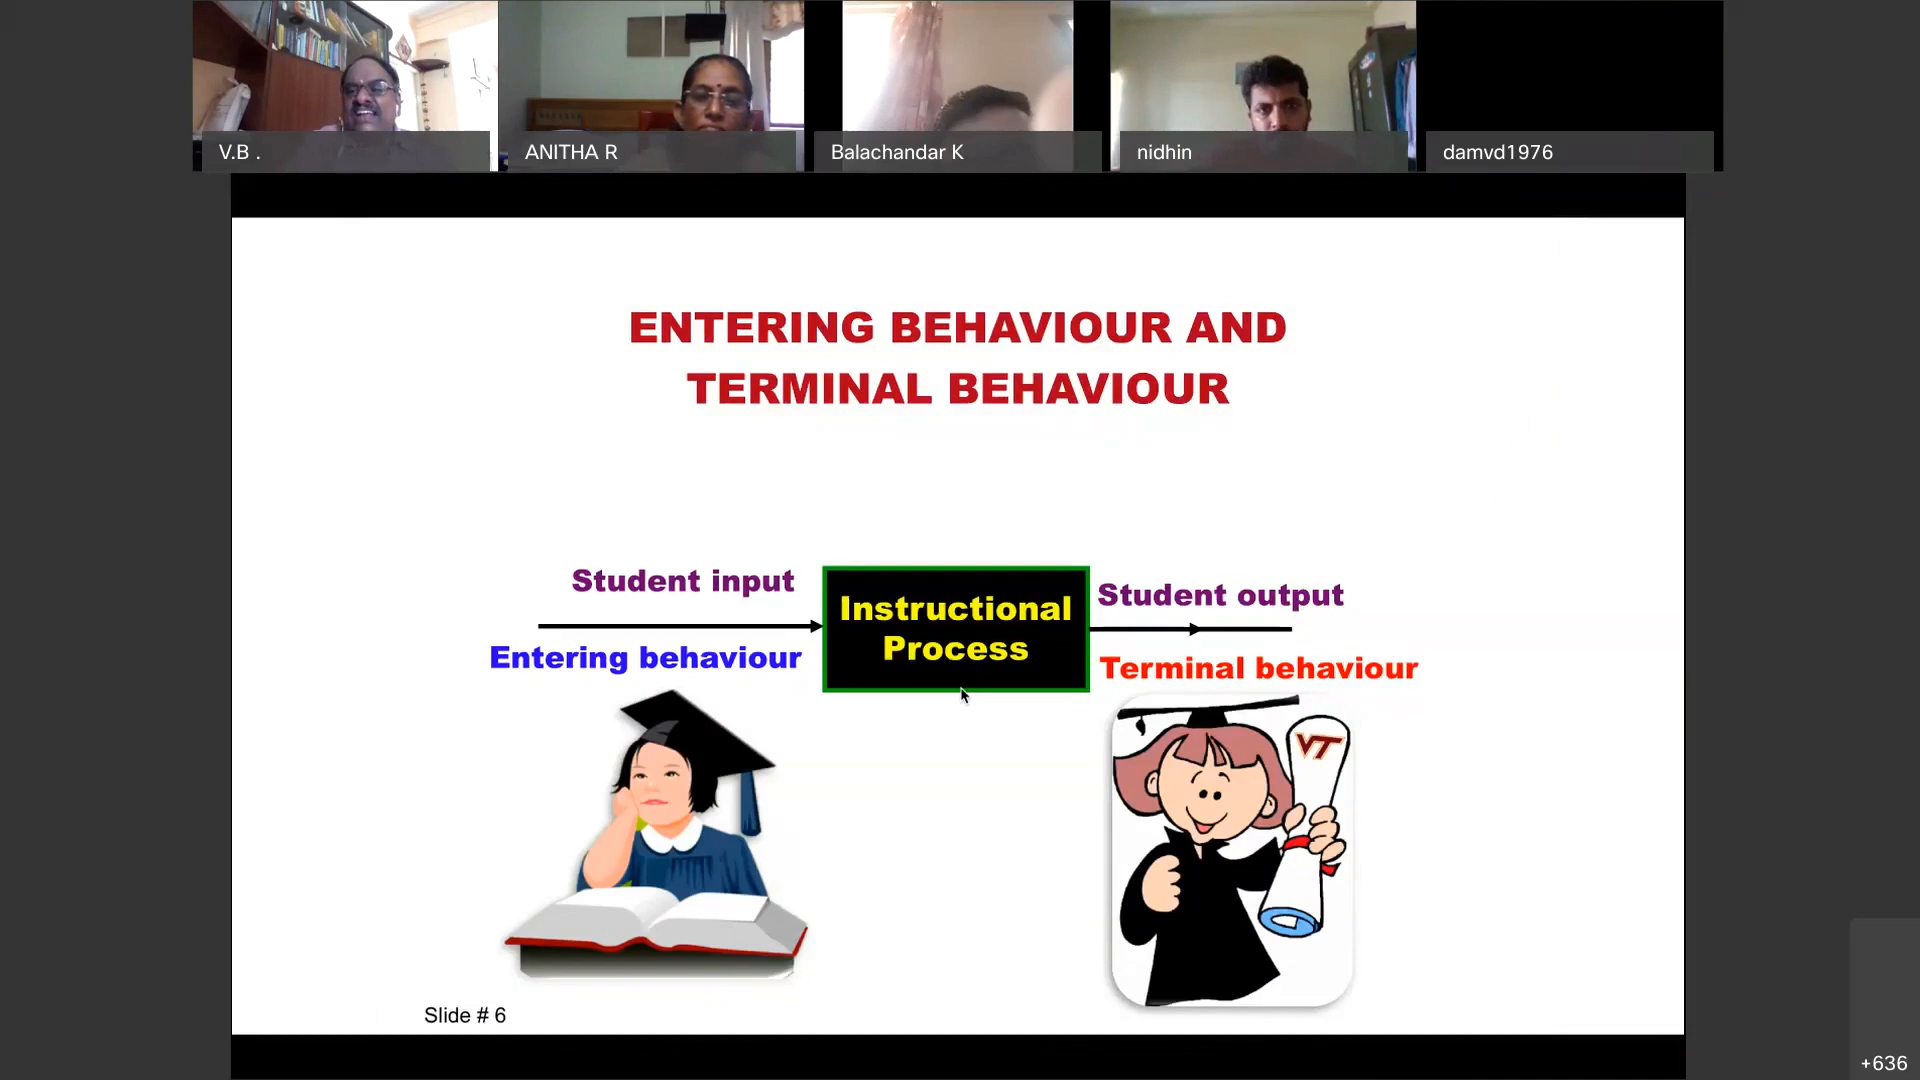 V.B .
ANITHA R
Balachandar K
nidhin
damvd1976
ENTERING BEHAVIOUR AND
TERMINAL BEHAVIOUR
Student input
Entering behaviour
Instructional
Process
Student output
Terminal behaviour
VT
Slide # 6
+636